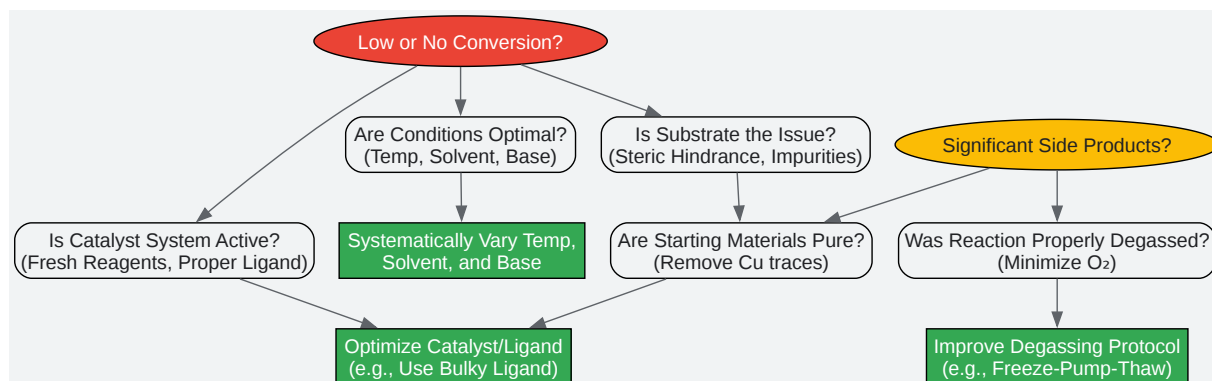 Low or No Conversion?
Are Conditions Optimal?
(Temp, Solvent, Base)
Is Substrate the Issue?
(Steric Hindrance, Impurities)
Significant Side Products?
Is Catalyst System Active?
(Fresh Reagents, Proper Ligand)
Systematically Vary Temp,
Solvent, and Base
Are Starting Materials Pure?
(Remove Cu traces)
Was Reaction Properly Degassed?
(Minimize O₂)
Optimize Catalyst/Ligand
(e.g., Use Bulky Ligand)
Improve Degassing Protocol
(e.g., Freeze-Pump-Thaw)